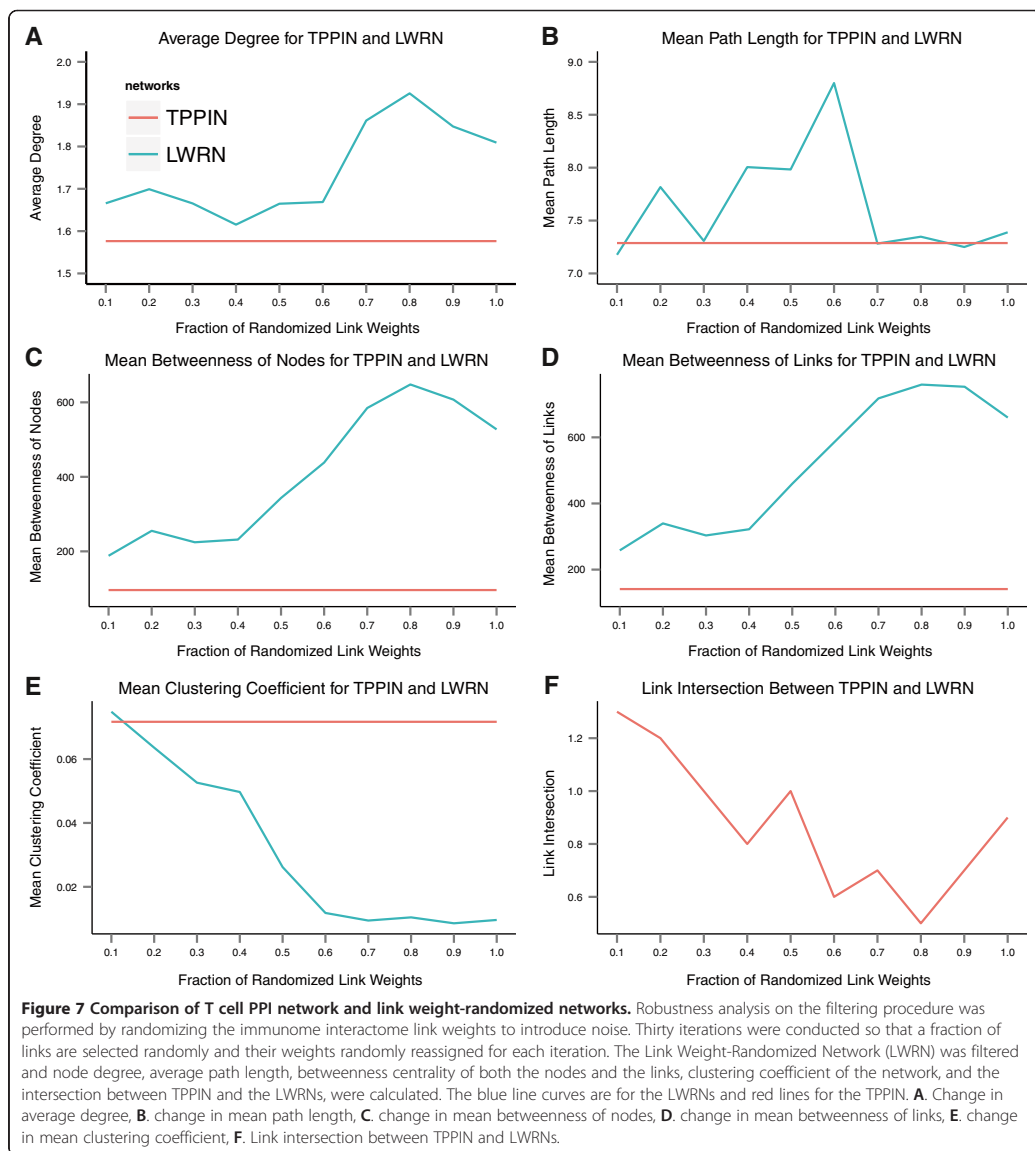 A
Average Degree for TPPIN and LWRN
2.0
1.9
1.8
1.7
1.6
1.5
Average Degree
networks
TPPIN
LWRN
0.1 0.2 0.3 0.4 0.5 0.6 0.7 0.8 0.9 1.0
Fraction of Randomized Link Weights
B
Mean Path Length for TPPIN and LWRN
9.0
8.5
8.0
7.5
7.0
Mean Path Length
0.1 0.2 0.3 0.4 0.5 0.6 0.7 0.8 0.9 1.0
Fraction of Randomized Link Weights
C
Mean Betweenness of Nodes for TPPIN and LWRN
600
400
200
Mean Betweenness of Nodes
0.1 0.2 0.3 0.4 0.5 0.6 0.7 0.8 0.9 1.0
Fraction of Randomized Link Weights
D
Mean Betweenness of Links for TPPIN and LWRN
600
400
200
Mean Betweenness of Links
0.1 0.2 0.3 0.4 0.5 0.6 0.7 0.8 0.9 1.0
Fraction of Randomized Link Weights
E
Mean Clustering Coefficient for TPPIN and LWRN
0.06
0.04
0.02
Mean Clustering Coefficient
0.1 0.2 0.3 0.4 0.5 0.6 0.7 0.8 0.9 1.0
Fraction of Randomized Link Weights
F
Link Intersection Between TPPIN and LWRN
1.2
1.0
0.8
0.6
Link Intersection
0.1 0.2 0.3 0.4 0.5 0.6 0.7 0.8 0.9 1.0
Fraction of Randomized Link Weights
Figure 7 Comparison of T cell PPI network and link weight-randomized networks. Robustness analysis on the filtering procedure was
performed by randomizing the immunome interactome link weights to introduce noise. Thirty iterations were conducted so that a fraction of
links are selected randomly and their weights randomly reassigned for each iteration. The Link Weight-Randomized Network (LWRN) was filtered
and node degree, average path length, betweenness centrality of both the nodes and the links, clustering coefficient of the network, and the
intersection between TPPIN and the LWRNs, were calculated. The blue line curves are for the LWRNs and red lines for the TPPIN. A. Change in
average degree, B. change in mean path length, C. change in mean betweenness of nodes, D. change in mean betweenness of links, E. change
in mean clustering coefficient, F. Link intersection between TPPIN and LWRNs.